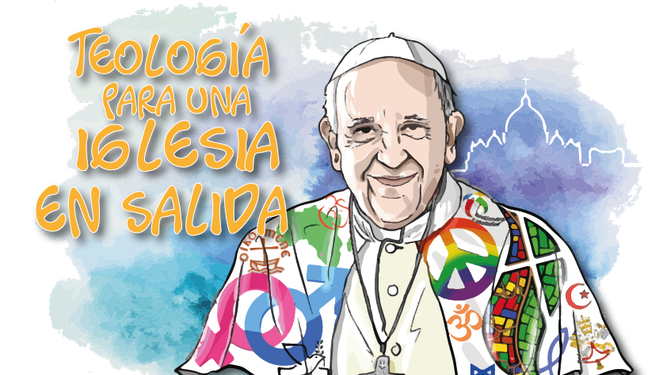 TEOLOGÍA
PARA UNA
IGLESIA
EN SALIDA